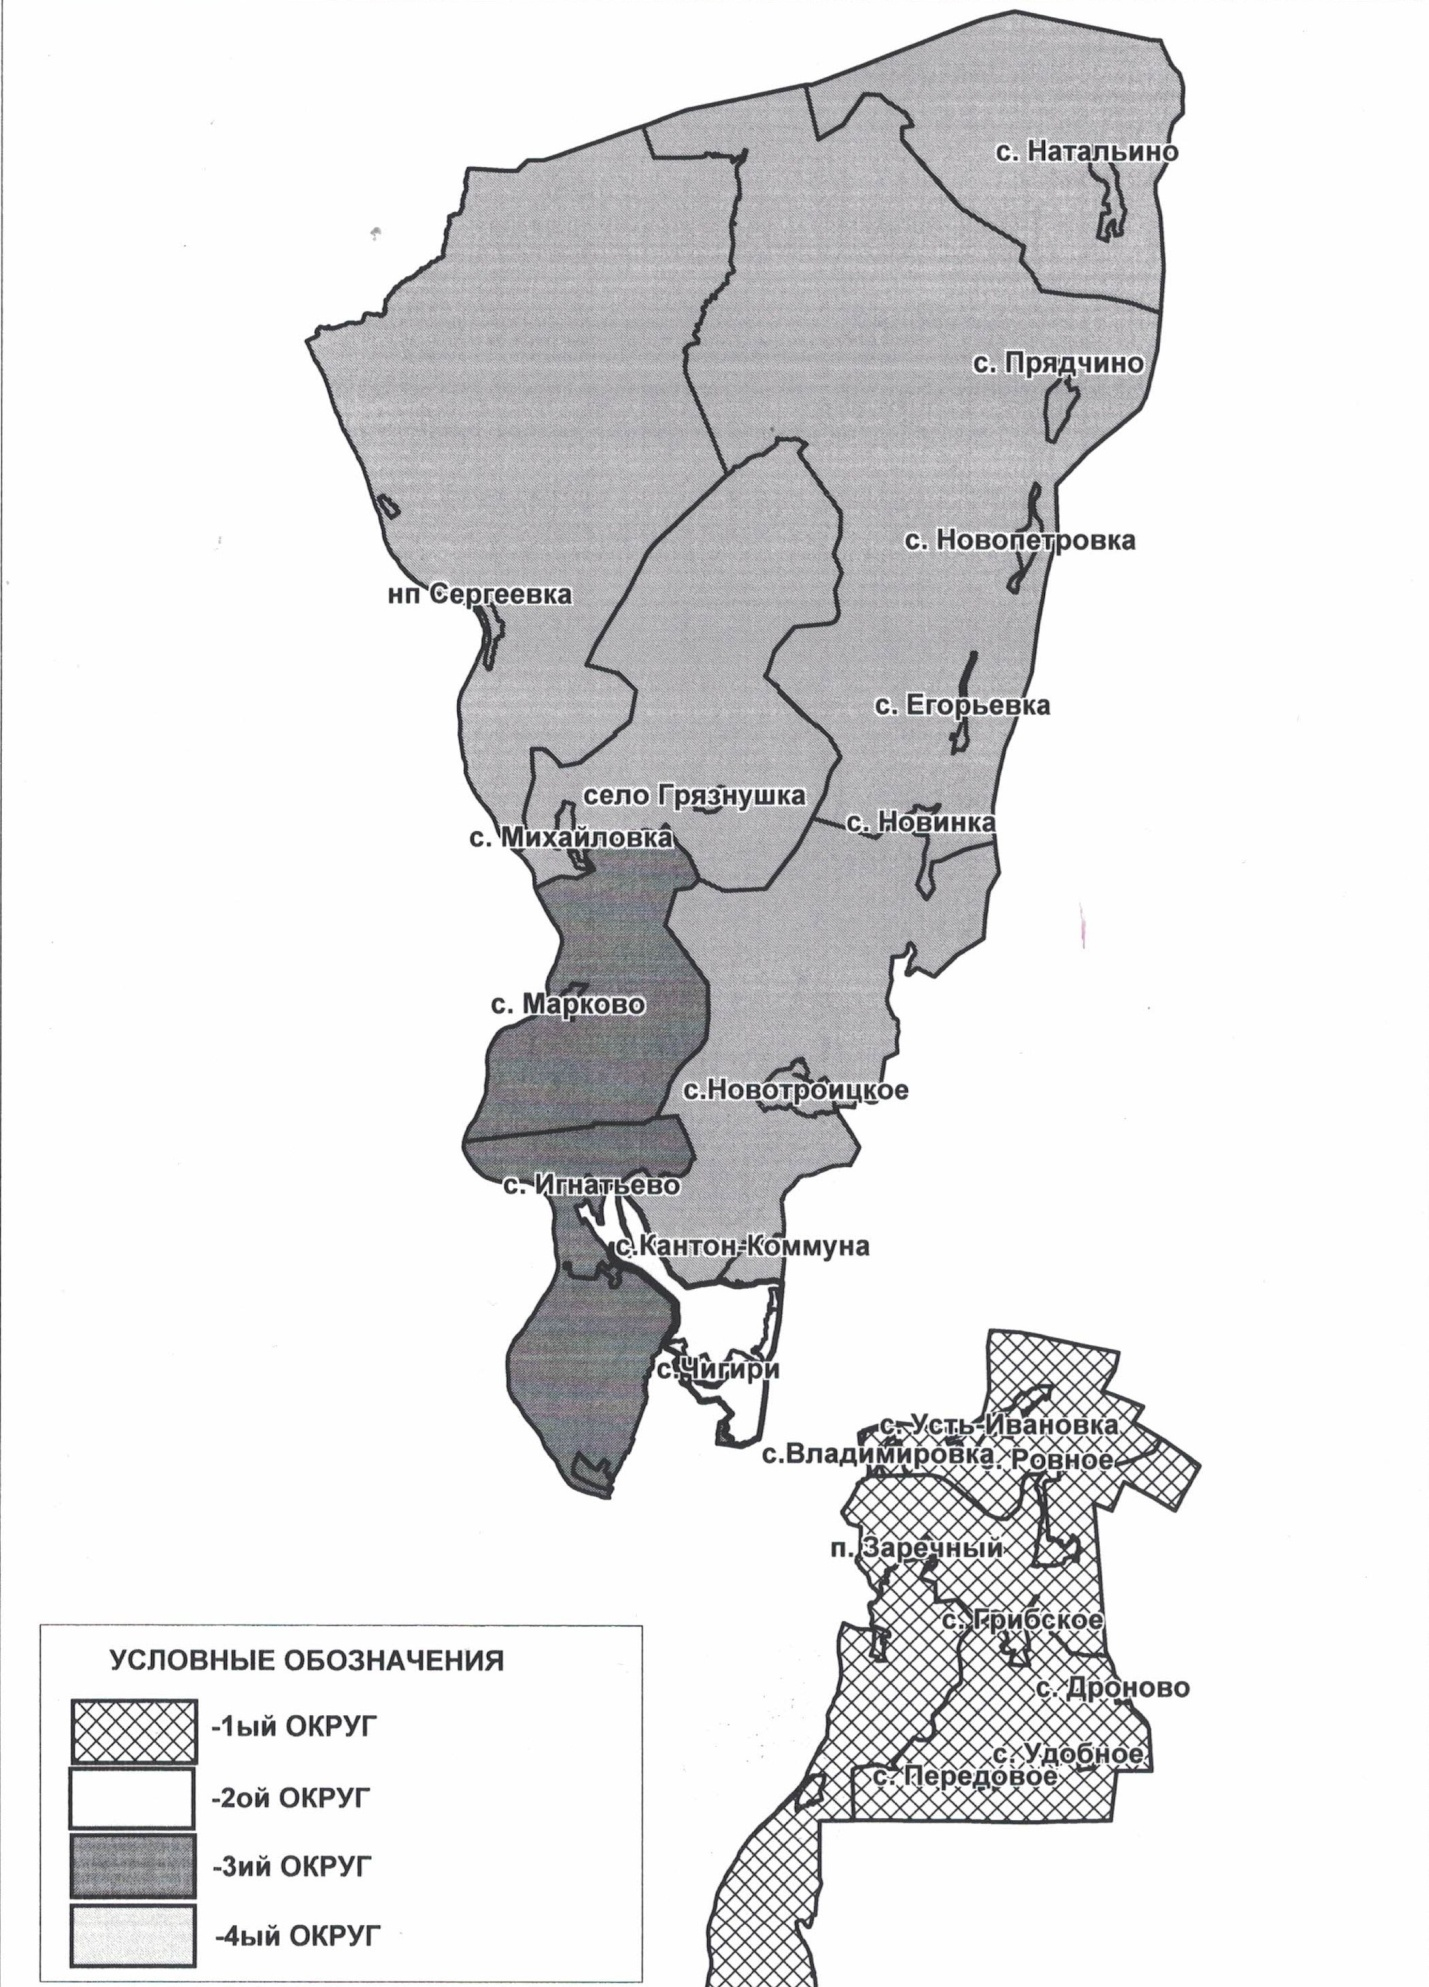 с. Натальино
с. Прядчино
с. Новопетровка
нп Сергеевка
с. Егорьевка
село Грязнушка
с. Новинка
с. Михайловка
с. Марково
с.Новотроицкое
с. Игнатьево
с.Кантон-Коммуна
с.Чигири
с. Усть-Ивановка
с.Владимировка
с. Ровное
п. Заречный
с. Грибское
с. Дроново
с. Удобное
с. Передовое
УСЛОВНЫЕ ОБОЗНАЧЕНИЯ
-1ый ОКРУГ
-2ой ОКРУГ
-3ий ОКРУГ
-4ый ОКРУГ